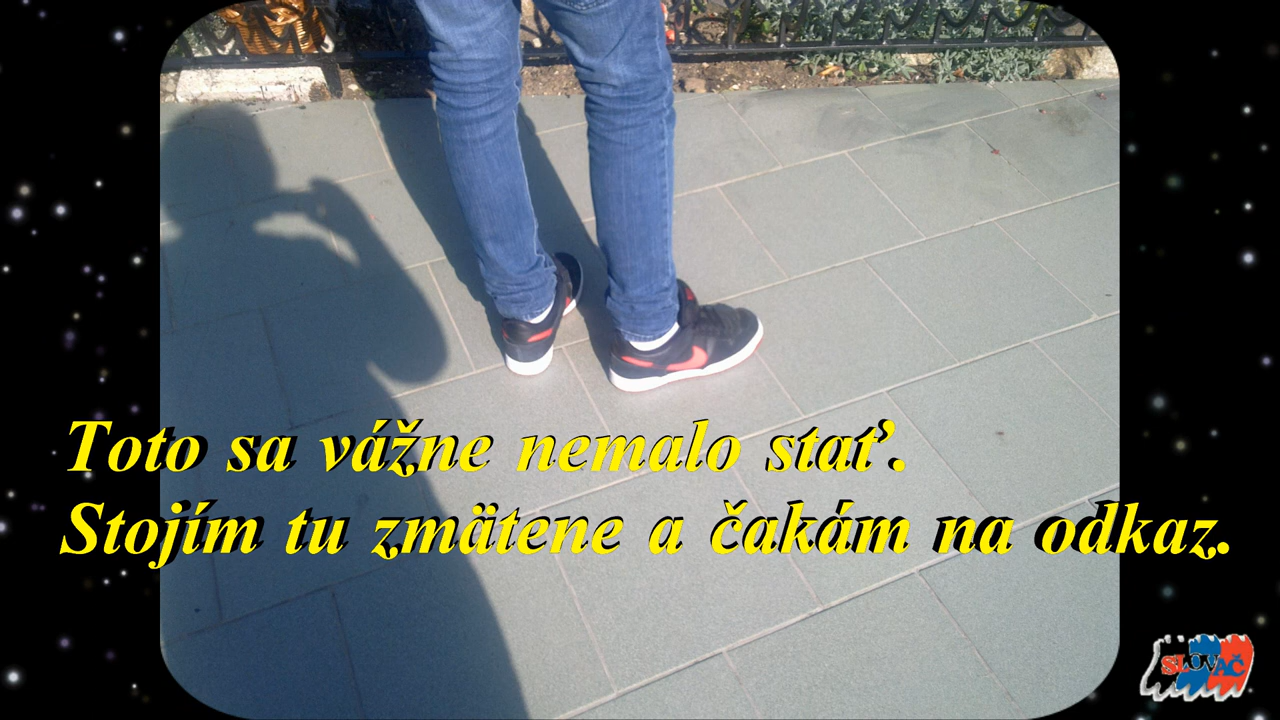 Toto sa vážne nemalo stať.
Stojím tu zmätene a čakám na odkaz.
SLOVAČ